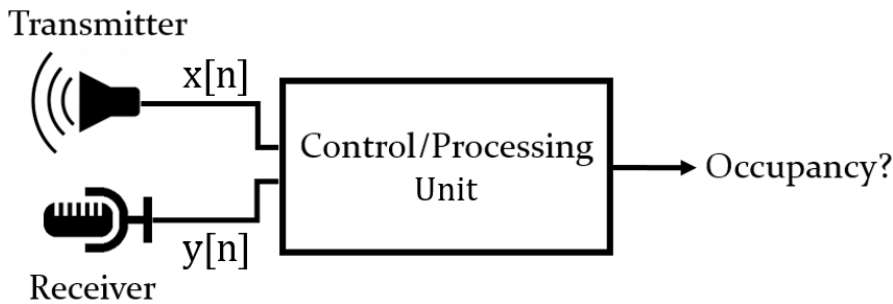 Transmitter
x[n]
Control/Processing
Unit
Occupancy?
y[n]
Receiver